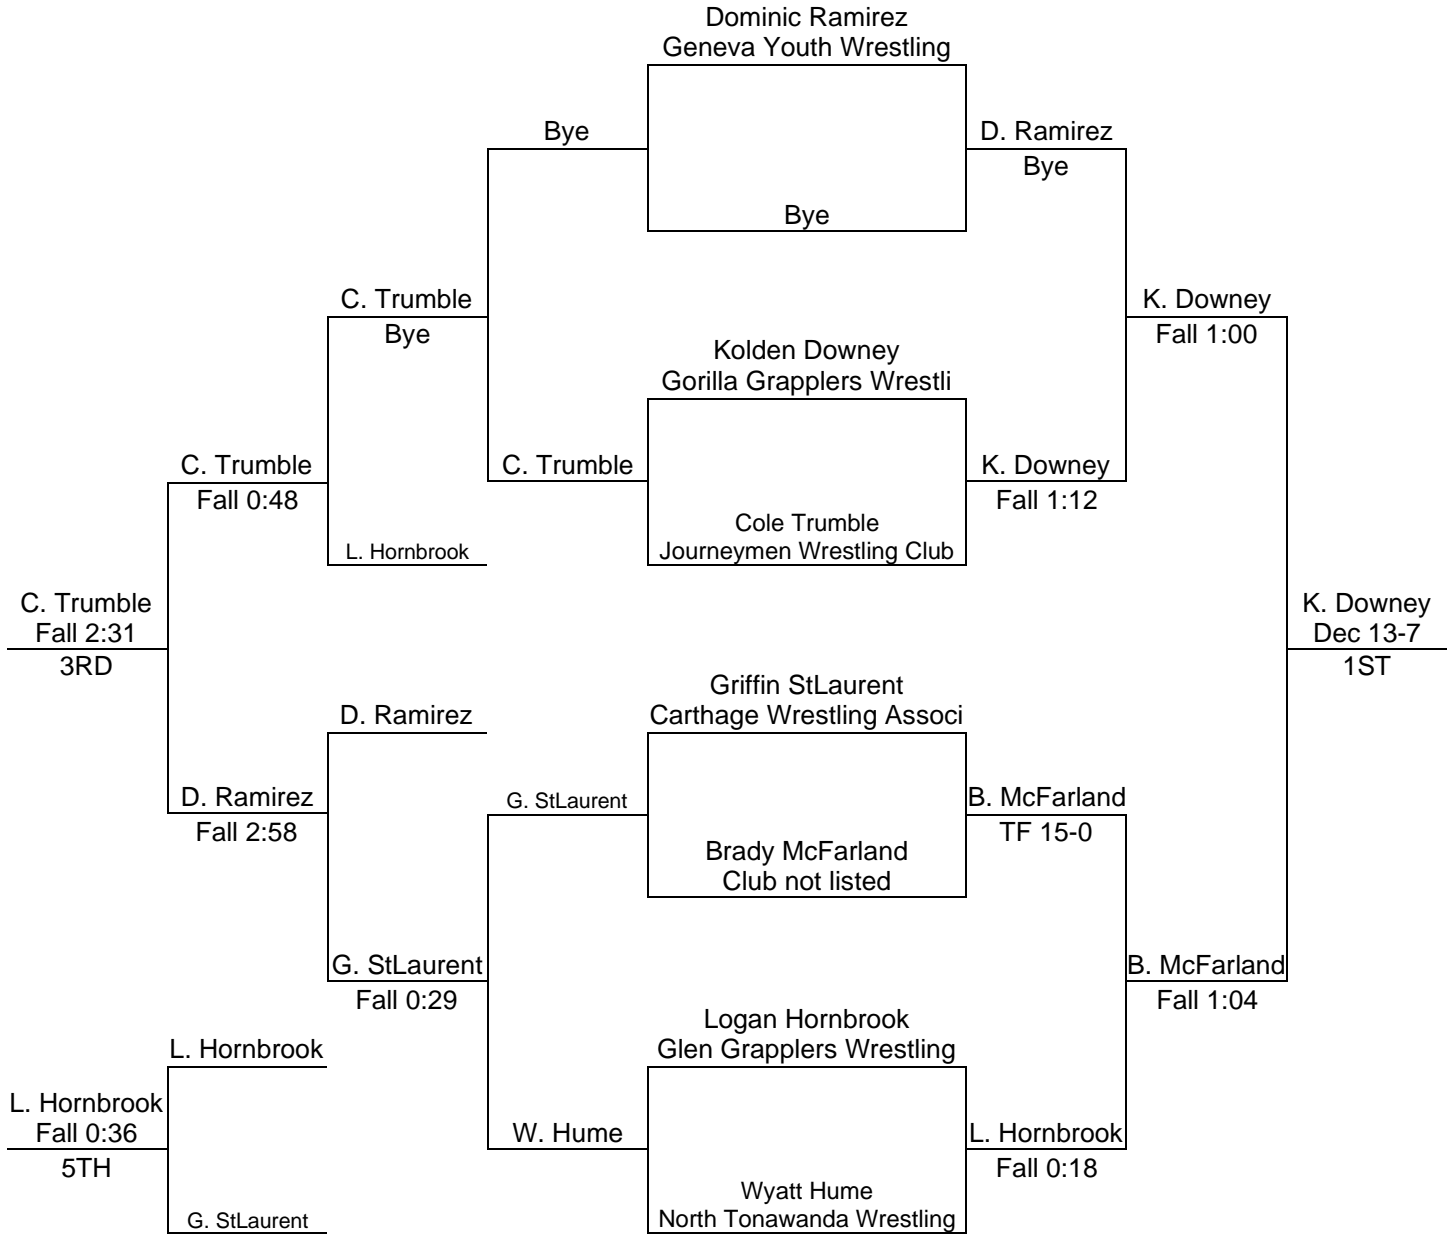 Dominic Ramirez
Geneva Youth Wrestling
Bye
D. Ramirez
Bye
Bye
C. Trumble
Bye
K. Downey
Fall 1:00
Kolden Downey
Gorilla Grapplers Wrestli
C. Trumble
Fall 0:48
C. Trumble
K. Downey
Fall 1:12
Cole Trumble
Journeymen Wrestling Club
L. Hornbrook
C. Trumble
Fall 2:31
3RD
K. Downey
Dec 13-7
1ST
Griffin StLaurent
Carthage Wrestling Associ
D. Ramirez
D. Ramirez
Fall 2:58
G. StLaurent
B. McFarland
TF 15-0
Brady McFarland
Club not listed
G. StLaurent
Fall 0:29
B. McFarland
Fall 1:04
Logan Hornbrook
Glen Grapplers Wrestling
L. Hornbrook
L. Hornbrook
Fall 0:36
5TH
W. Hume
L. Hornbrook
Fall 0:18
Wyatt Hume
North Tonawanda Wrestling
G. StLaurent